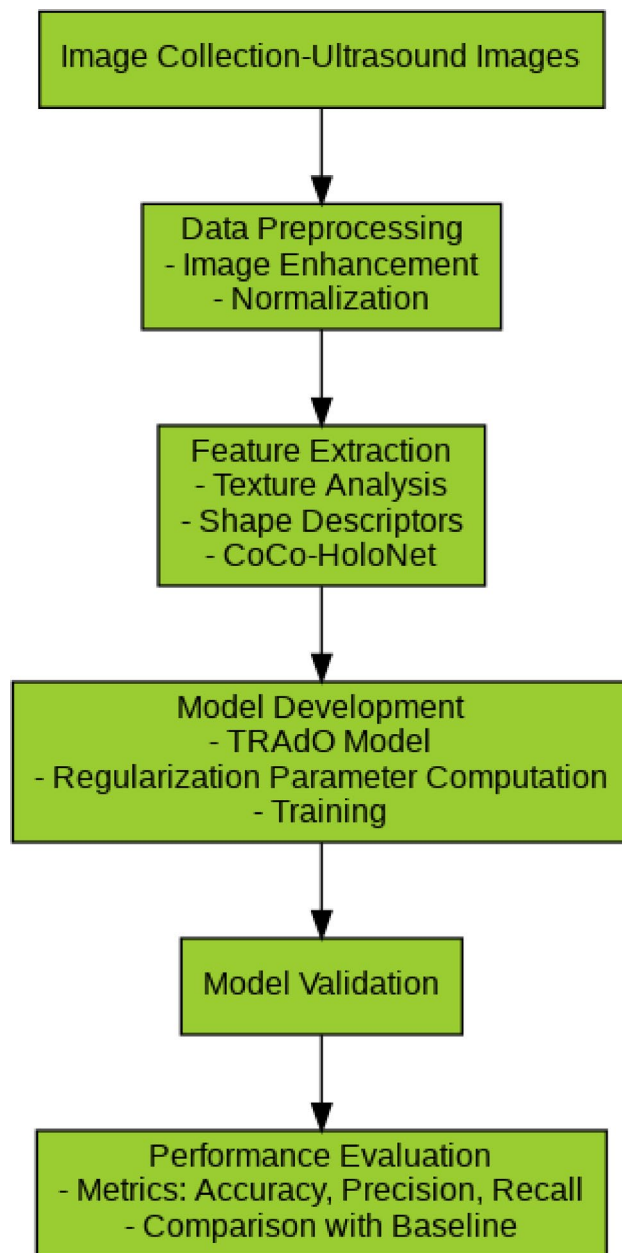 Image Collection-Ultrasound Images
Data Preprocessing
- Image Enhancement
- Normalization
Feature Extraction
- Texture Analysis
- Shape Descriptors
- CoCo-HoloNet
Model Development
- TRAdO Model
- Regularization Parameter Computation
- Training
Model Validation
Performance Evaluation
- Metrics: Accuracy, Precision, Recall
- Comparison with Baseline